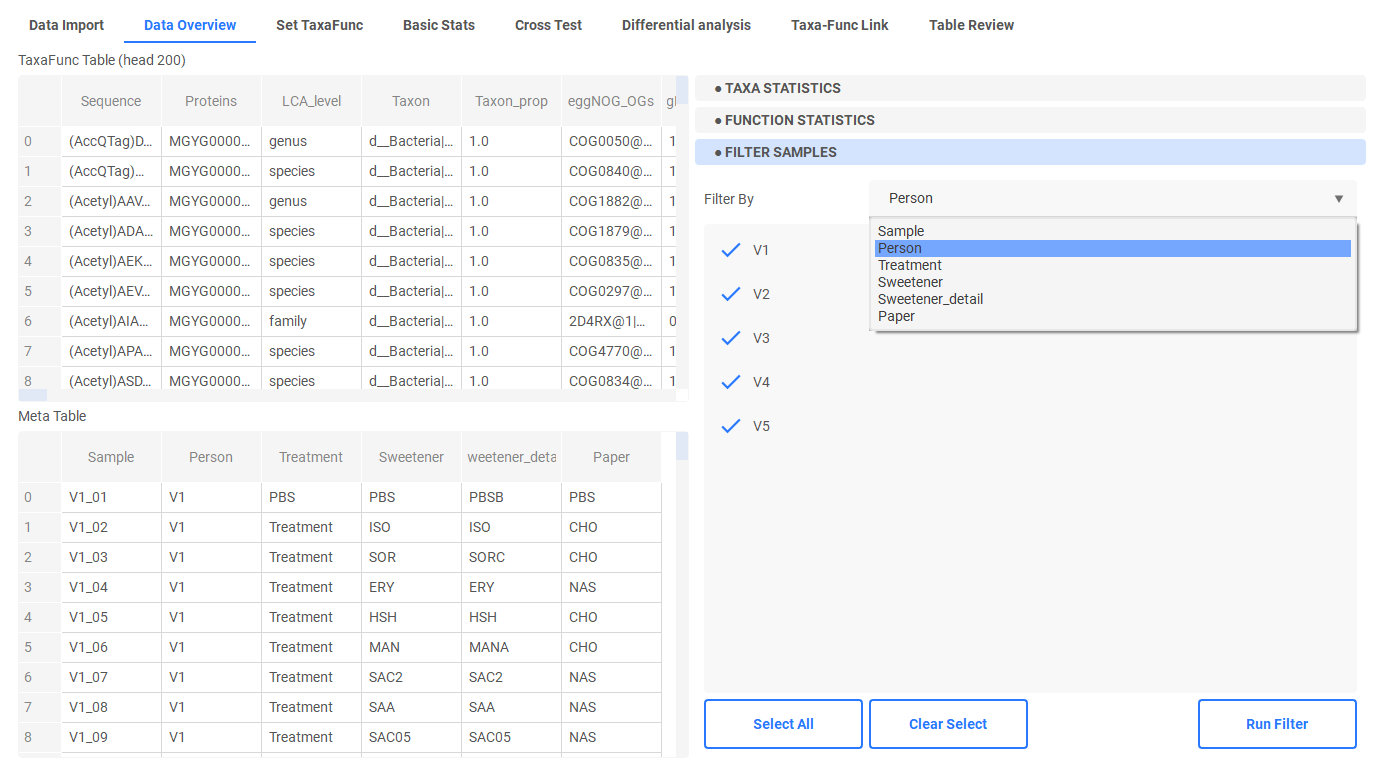 Data Import Data Overview Set TaxaFunc Basic Stats Cross Test Differential analysis Taxa-Func Link Table Review
TaxaFunc Table (head 200)
Sequence Proteins LCA_level Taxon Taxon_prop eggNOG_OGs gl
0 (AccQTag)D... MGYG0000... genus d__Bacteria|... 1.0 COG0050@... 1
1 (AccQTag)... MGYG0000... species d__Bacteria|... 1.0 COG0840@... 1
2 (Acetyl)AAV... MGYG0000... genus d__Bacteria|... 1.0 COG1882@... 1
3 (Acetyl)ADA... MGYG0000... species d__Bacteria|... 1.0 COG1879@... 1
4 (Acetyl)AEK... MGYG0000... species d__Bacteria|... 1.0 COG0835@... 1
5 (Acetyl)AEV... MGYG0000... species d__Bacteria|... 1.0 COG0297@... 1
6 (Acetyl)AIA... MGYG0000... family d__Bacteria|... 1.0 2D4RX@1|... 0
7 (Acetyl)APA... MGYG0000... species d__Bacteria|... 1.0 COG4770@... 1
8 (Acetyl)ASD... MGYG0000... species d__Bacteria|... 1.0 COG0834@... 1
Meta Table
Sample Person Treatment Sweetener weetener_deta Paper
0 V1_01 V1 PBS PBS PBSB PBS
1 V1_02 V1 Treatment ISO ISO CHO
2 V1_03 V1 Treatment SOR SORC CHO
3 V1_04 V1 Treatment ERY ERY NAS
4 V1_05 V1 Treatment HSH HSH CHO
5 V1_06 V1 Treatment MAN MANA CHO
6 V1_07 V1 Treatment SAC2 SAC2 NAS
7 V1_08 V1 Treatment SAA SAA NAS
8 V1_09 V1 Treatment SAC05 SAC05 NAS
● TAXA STATISTICS
● FUNCTION STATISTICS
● FILTER SAMPLES
Filter By Person
Sample
Person
Treatment
Sweetener
Sweetener_detail
Paper
V1
V2
V3
V4
V5
Select All Clear Select Run Filter